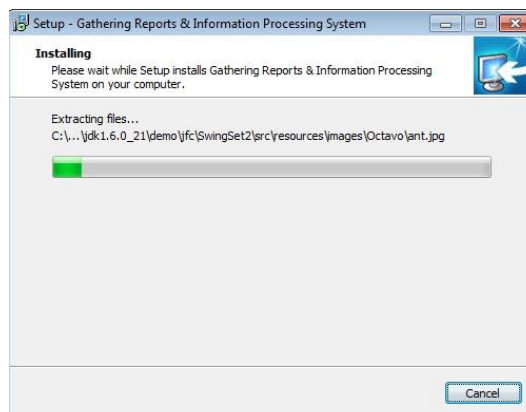 Setup - Gathering Reports & Information Processing System
Installing
Please wait while Setup installs Gathering Reports & Information Processing
System on your computer.
Extracting files...
C:\...\jdk1.6.0_21\demo\jfc\SwingSet2\src\resources\images\Octavo\ant.jpg
Cancel